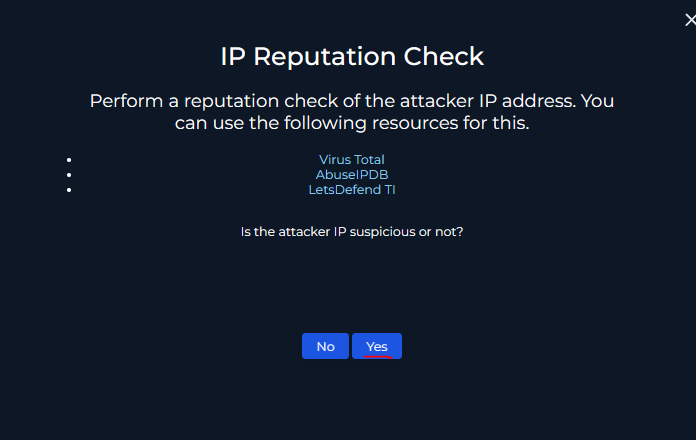 IP Reputation Check
Perform a reputation check of the attacker IP address. You
can use the following resources for this.
Virus Total
AbuseIPDB
LetsDefend TI
Is the attacker IP suspicious or not?
No Yes